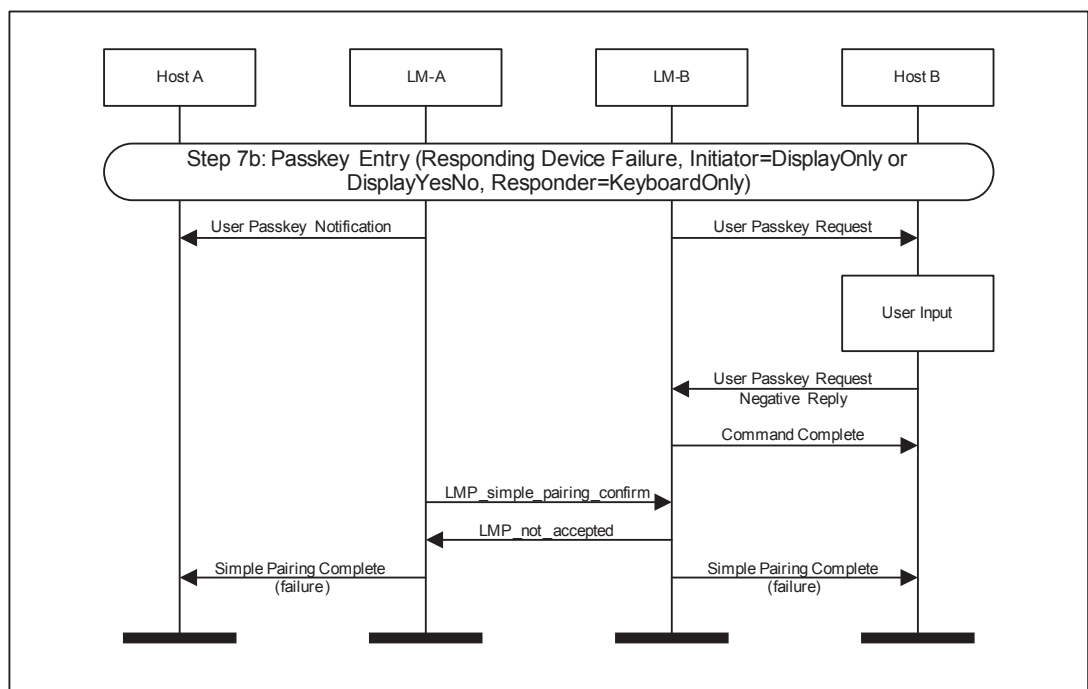 Host A
LM-A
LM-B
Host B
Step 7b: Passkey Entry (Responding Device Failure, Initiator=DisplayOnly or
DisplayYesNo, Responder=KeyboardOnly)
User Passkey Notification
User Passkey Request
User Input
User Passkey Request
Negative Reply
Command Complete
LMP_simple_pairing_confirm
LMP_not_accepted
Simple Pairing Complete
(failure)
Simple Pairing Complete
(failure)